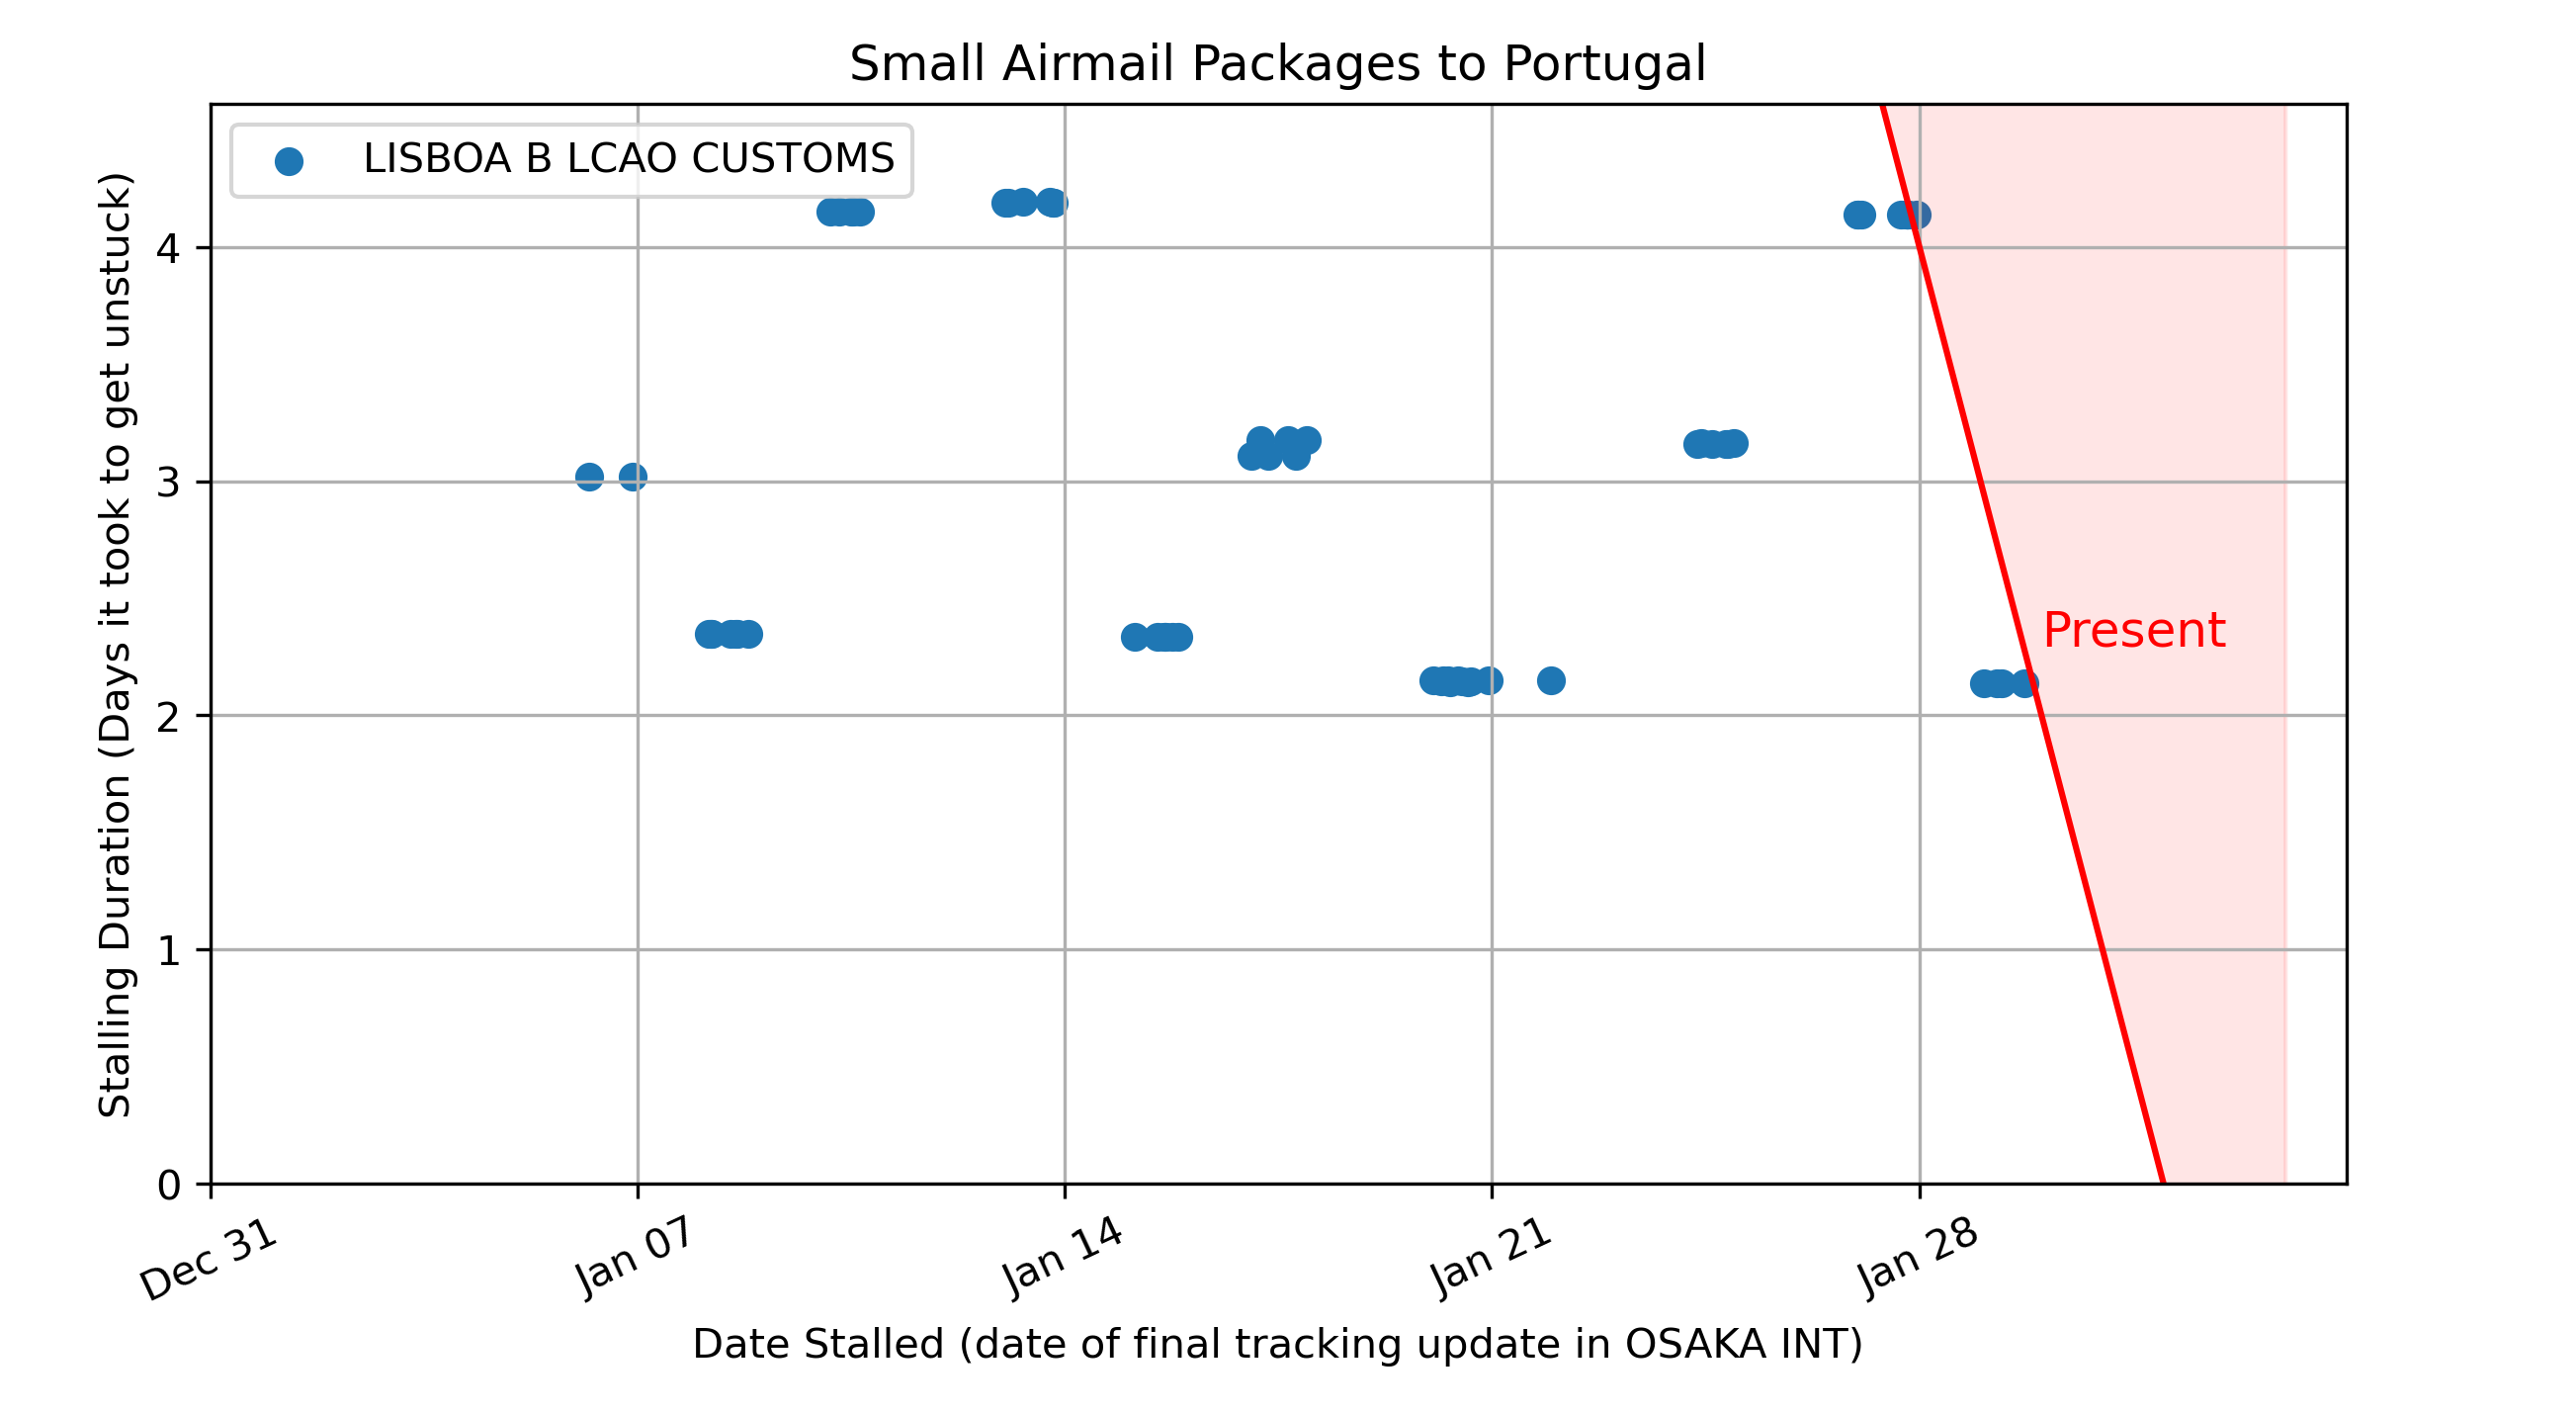 Small Airmail Packages to Portugal
LISBOA B LCAO CUSTOMS
Stalling Duration (Days it took to get unstuck)
4
3
2
1
0
Present
Dec 31
Jan 07
Jan 14
Jan 21
Jan 28
Date Stalled (date of final tracking update in OSAKA INT)